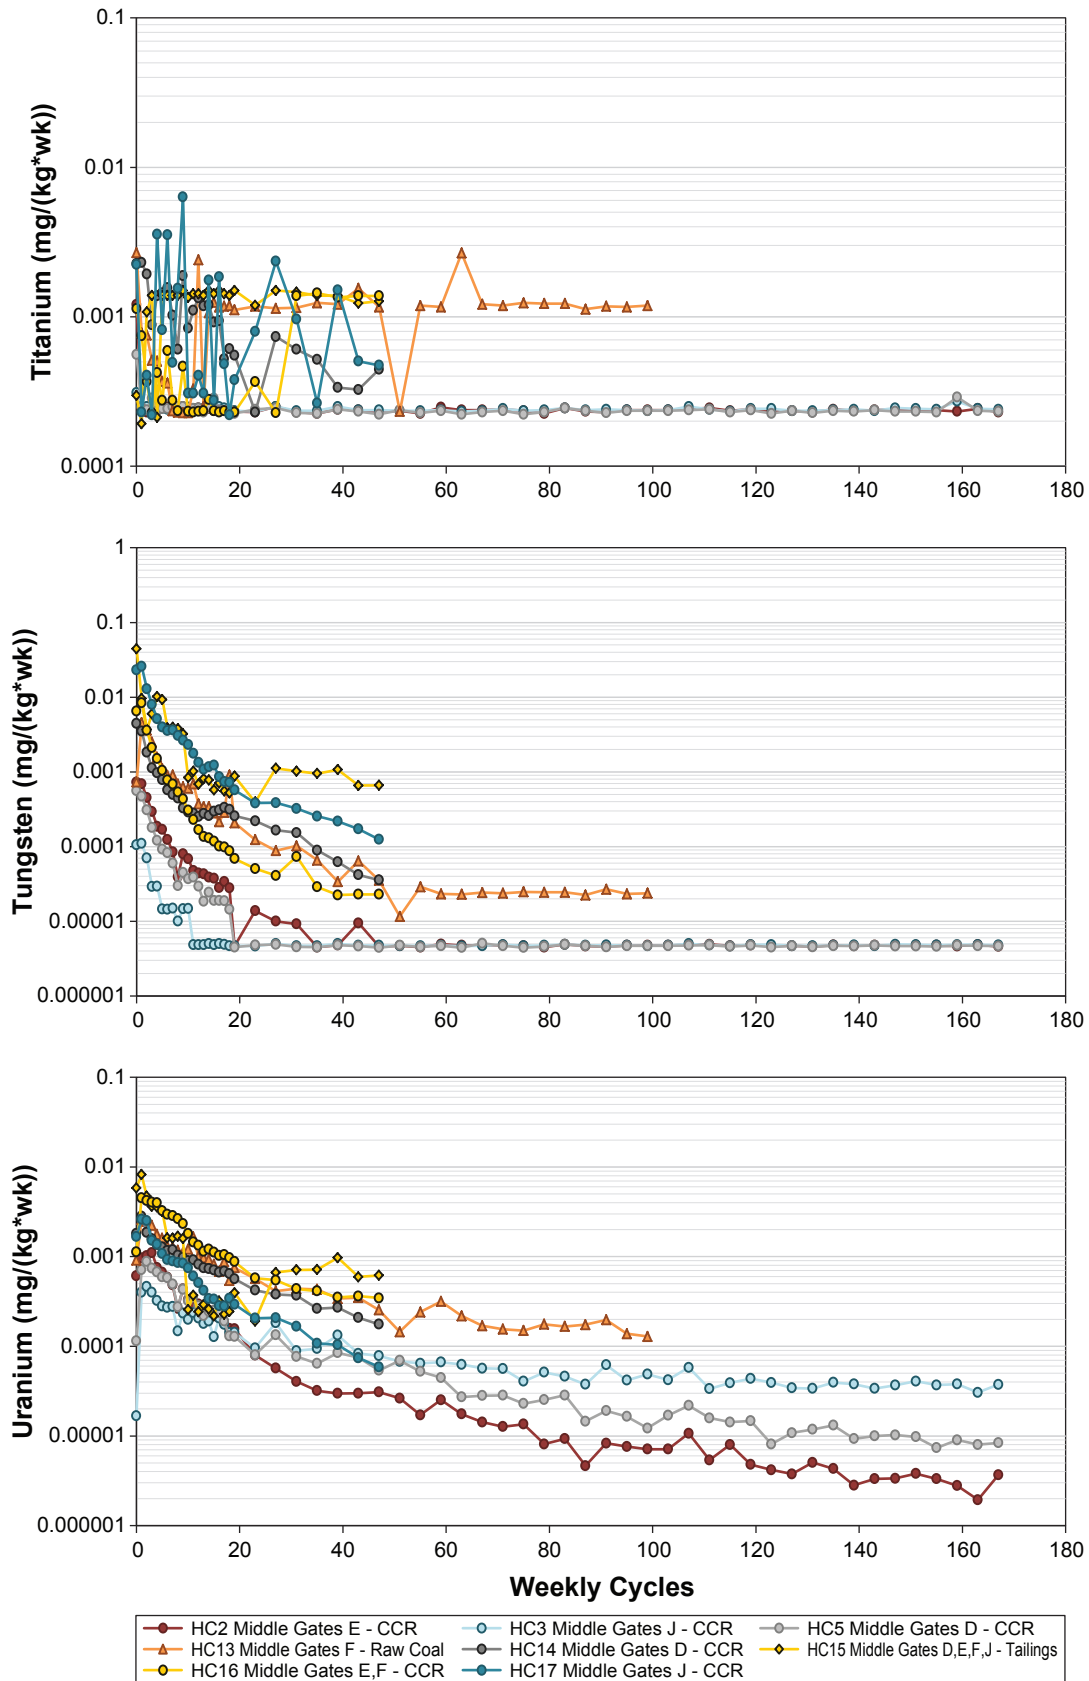 0.1
0.01
0.001
0.0001
Titanium (mg/(kg*wk))
0 20 40 60 80 100 120 140 160 180
1
0.1
0.01
0.001
0.0001
0.00001
0.000001
Tungsten (mg/(kg*wk))
0 20 40 60 80 100 120 140 160 180
0.1
0.01
0.001
0.0001
0.00001
0.000001
Uranium (mg/(kg*wk))
0 20 40 60 80 100 120 140 160 180
Weekly Cycles
HC2 Middle Gates E - CCR HC3 Middle Gates J - CCR HC5 Middle Gates D - CCR
HC13 Middle Gates F - Raw Coal HC14 Middle Gates D - CCR HC15 Middle Gates D,E,F,J - Tailings
HC16 Middle Gates E,F - CCR HC17 Middle Gates J - CCR